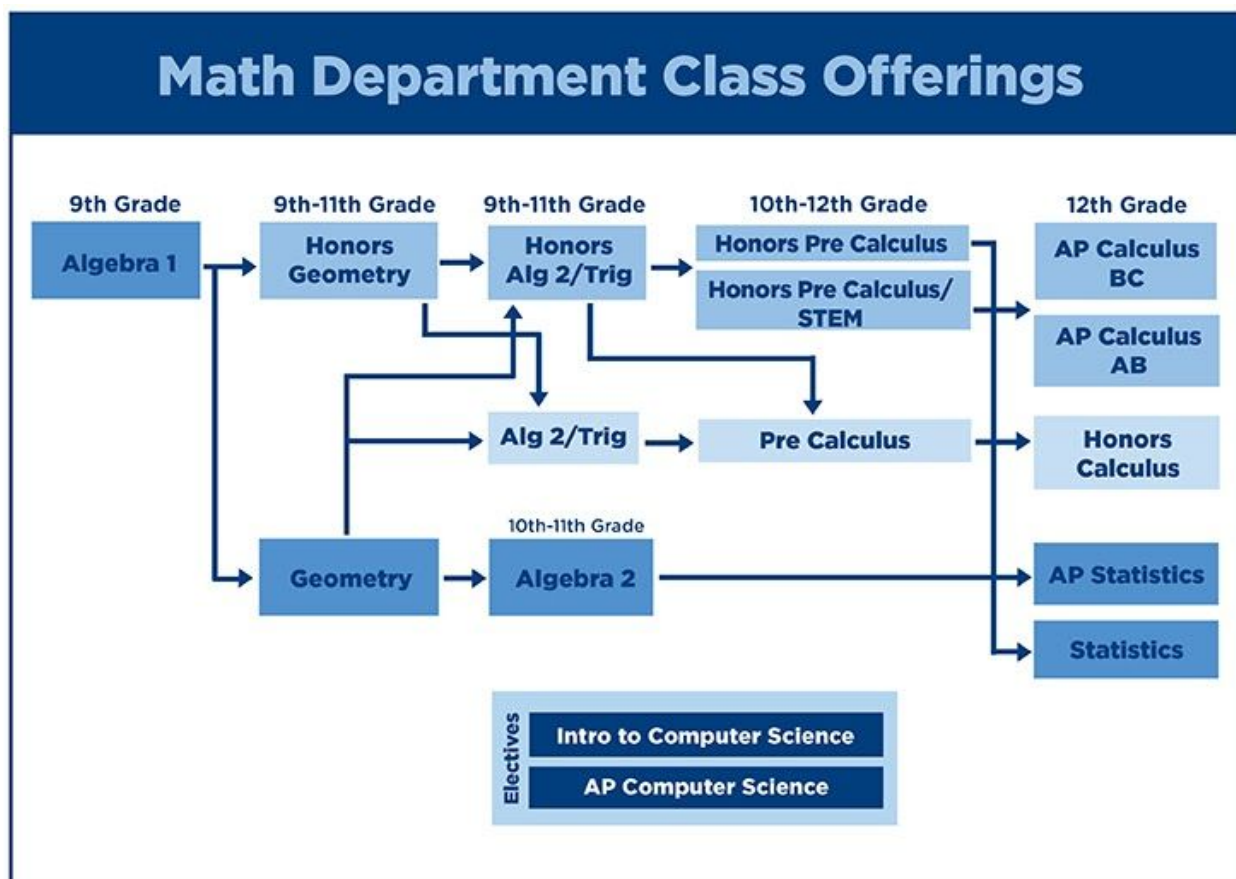 Math Department Class Offerings
9th Grade
Algebra 1
9th-11th Grade
Honors
Geometry
9th-11th Grade
Honors
Alg 2/Trig
10th-12th Grade
Honors Pre Calculus
Honors Pre Calculus/
STEM
12th Grade
AP Calculus
BC
AP Calculus
AB
Alg 2/Trig
Pre Calculus
Honors
Calculus
Geometry
10th-11th Grade
Algebra 2
AP Statistics
Statistics
Electives
Intro to Computer Science
AP Computer Science